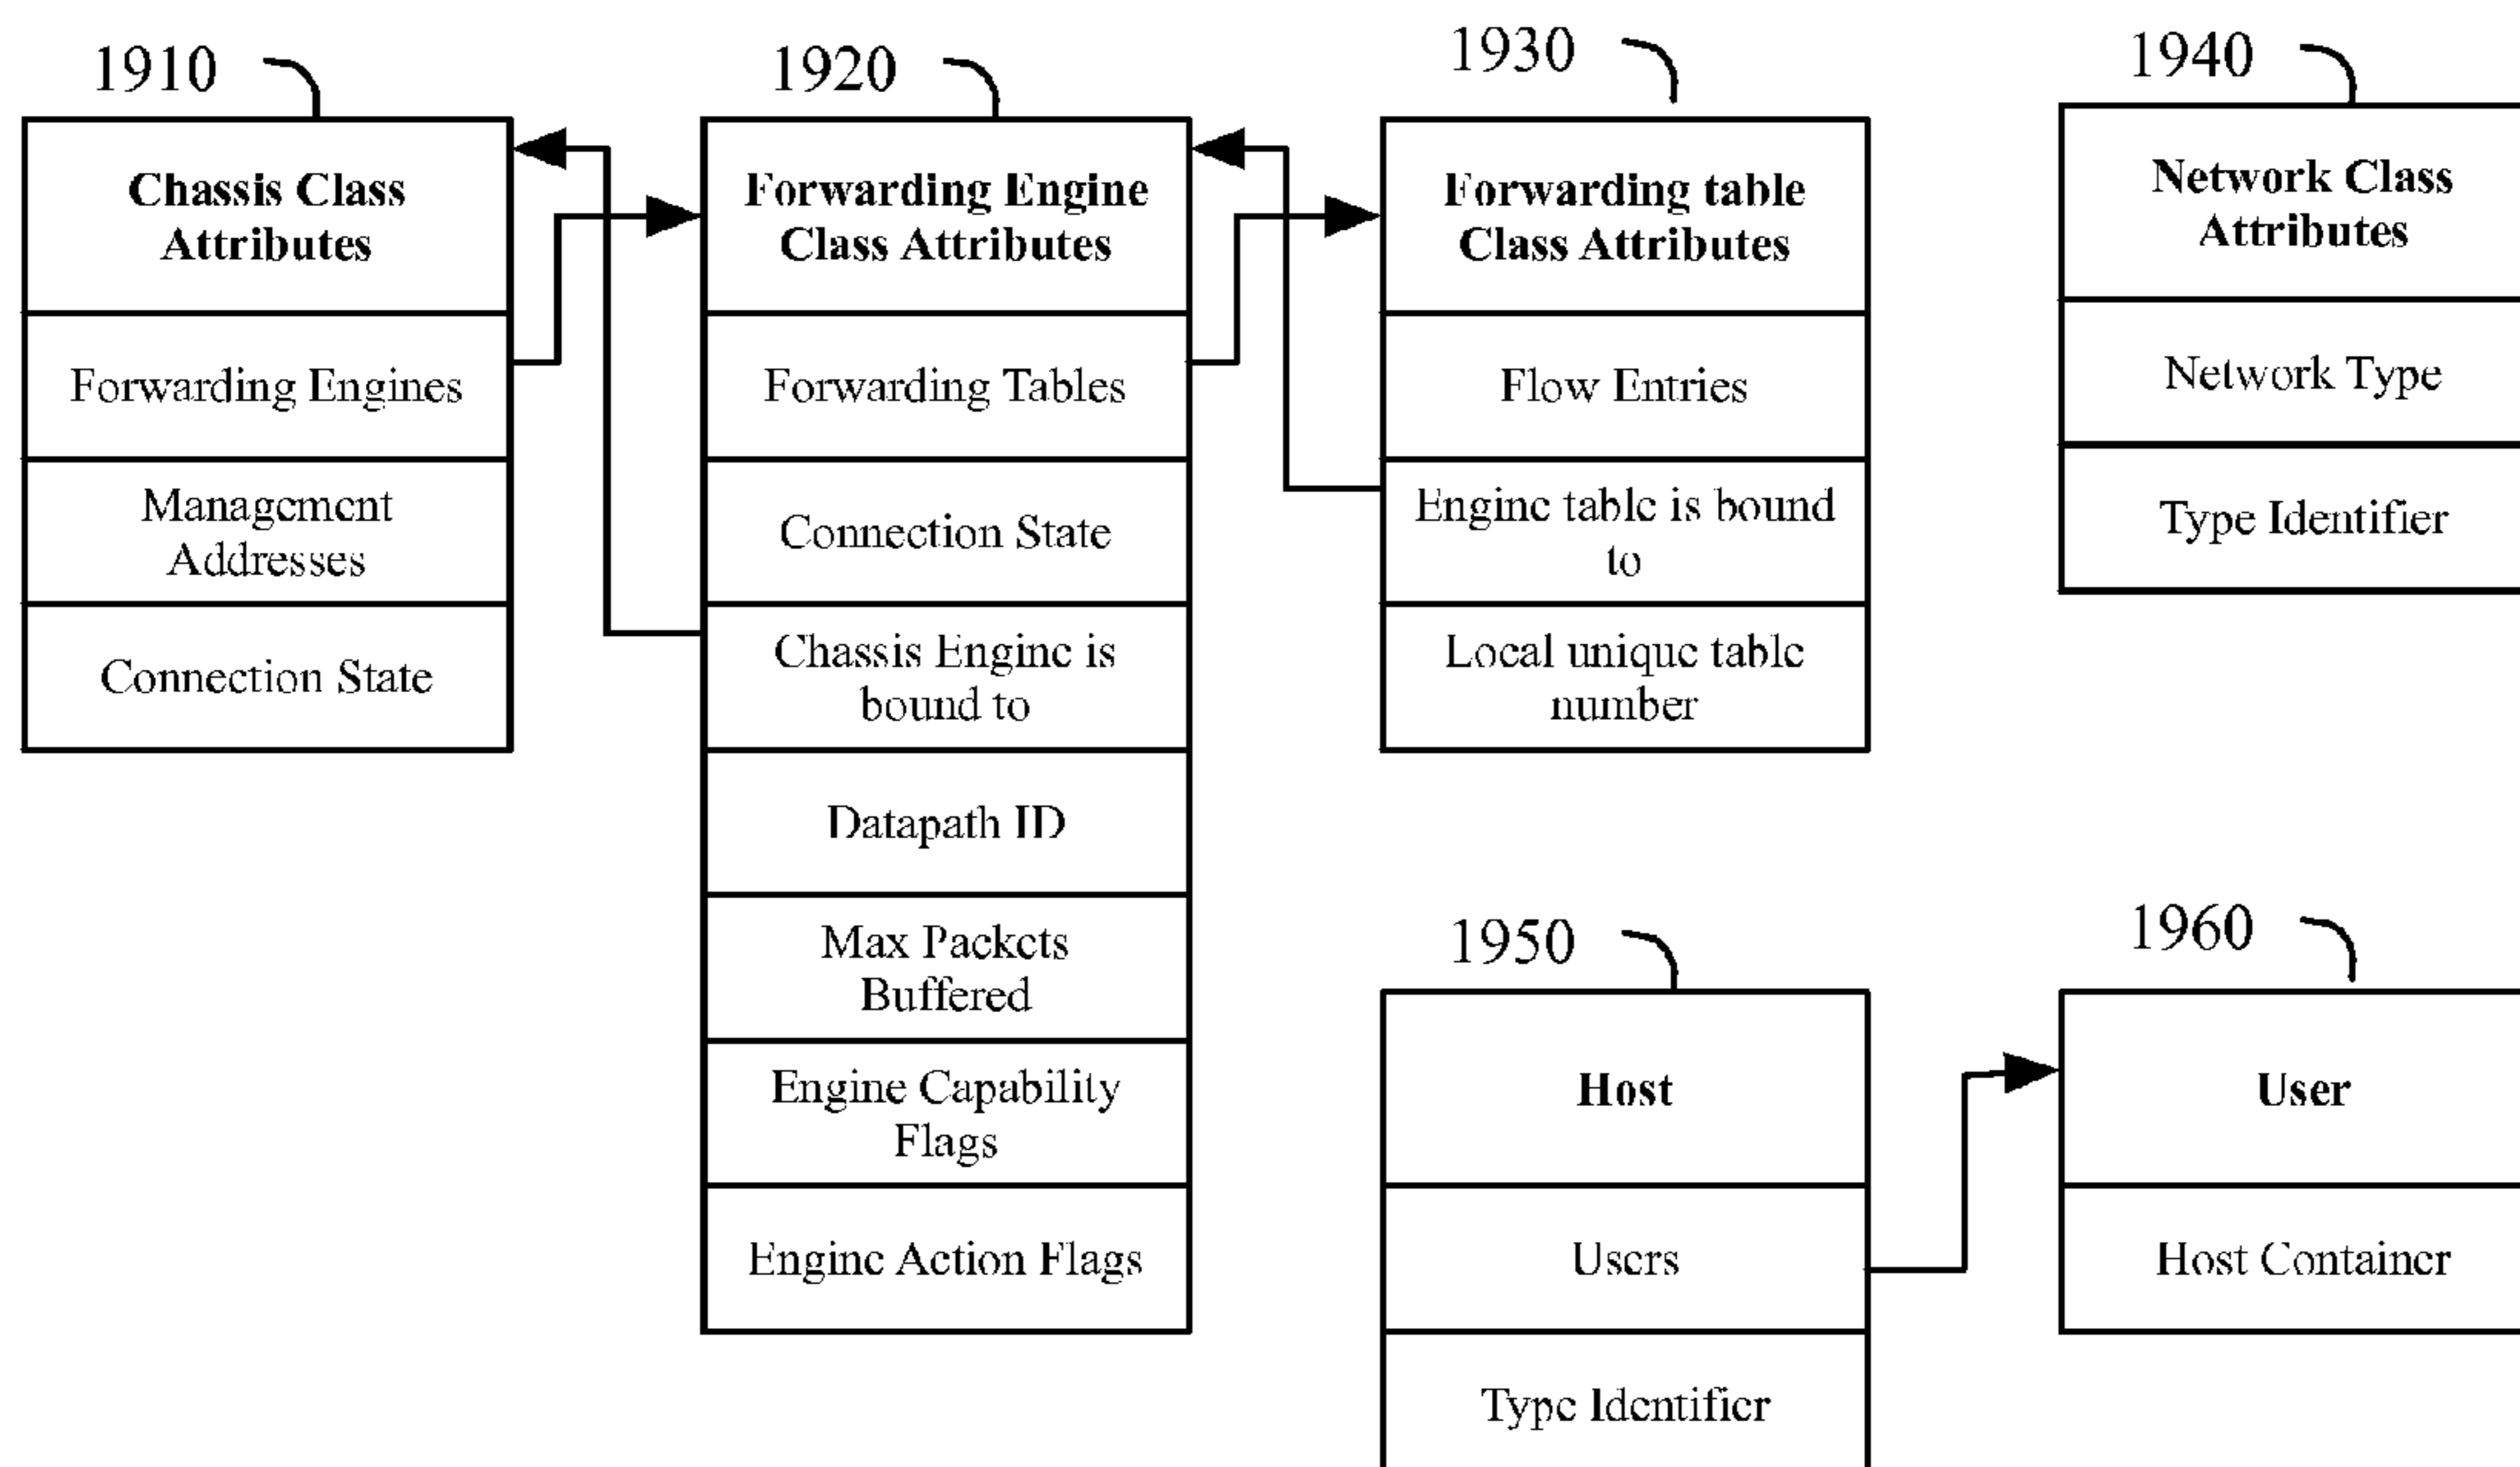 1910
Chassis Class
Attributes
Forwarding Engines
Management
Addresses
Connection State
1920
Forwarding Engine
Class Attributes
Forwarding Tables
Connection State
Chassis Engine is
bound to
Datapath ID
Max Packets
Buffered
Engine Capability
Flags
Engine Action Flags
1930
Forwarding table
Class Attributes
Flow Entries
Engine table is bound
to
Local unique table
number
1940
Network Class
Attributes
Network Type
Type Identifier
1950
Host
Users
Type Identifier
1960
User
Host Container